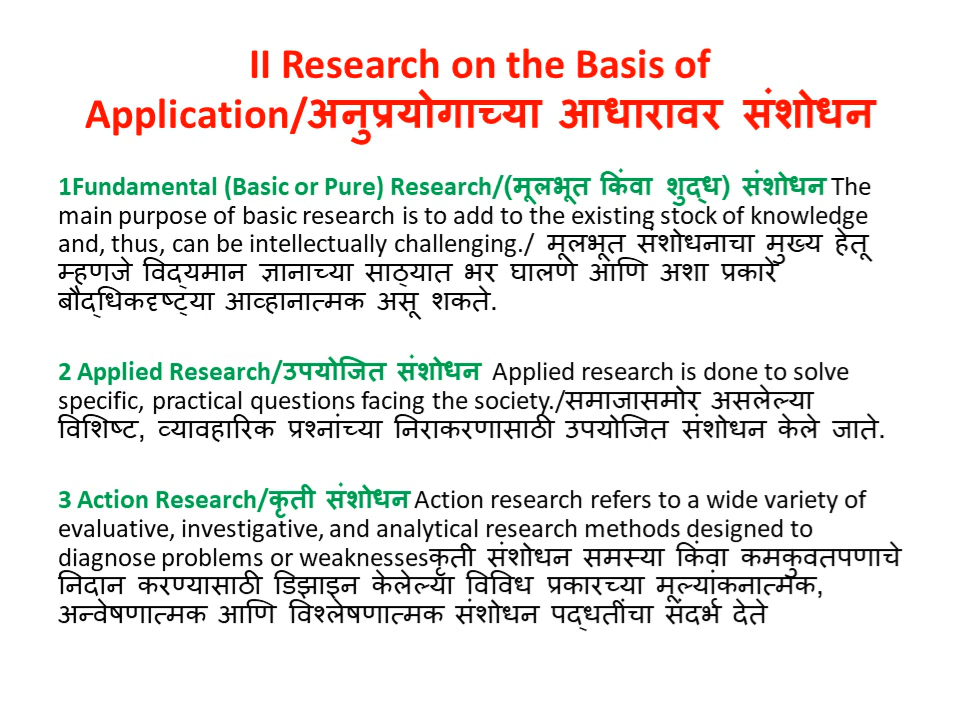 II Research on the Basis of
Application/अनुप्रयोगाच्या आधारावर संशोधन
1Fundamental (Basic or Pure) Research/(मूलभूत किंवा शुद्ध) संशोधन The
main purpose of basic research is to add to the existing stock of knowledge
and, thus, can be intellectually challenging./ मूलभूत संशोधनाचा मुख्य हेतू
म्हणजे विद्यमान ज्ञानाच्या साठ्यात भर घालणे आणि अशा प्रकारे
बौद्धिकदृष्ट्या आव्हानात्मक असू शकते.
2 Applied Research/उपयोजित संशोधन Applied research is done to solve
specific, practical questions facing the society./समाजासमोर असलेल्या
विशिष्ट, व्यावहारिक प्रश्नांच्या निराकरणासाठी उपयोजित संशोधन केले जाते.
3 Action Research/कृती संशोधन Action research refers to a wide variety of
evaluative, investigative, and analytical research methods designed to
diagnose problems or weaknessesकृती संशोधन समस्या किंवा कमकुवतपणाचे
निदान करण्यासाठी डिझाइन केलेल्या विविध प्रकारच्या मूल्यांकनात्मक,
अन्वेषणात्मक आणि विश्लेषणात्मक संशोधन पद्धतींचा संदर्भ देते